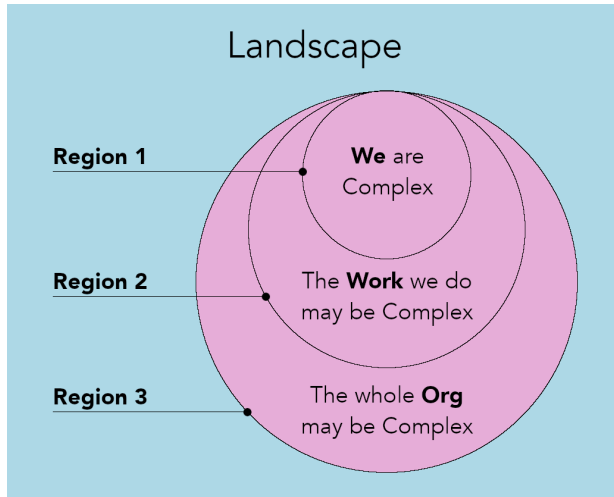 Landscape
Region 1
We are
Complex
Region 2
The Work we do
may be Complex
Region 3
The whole Org
may be Complex